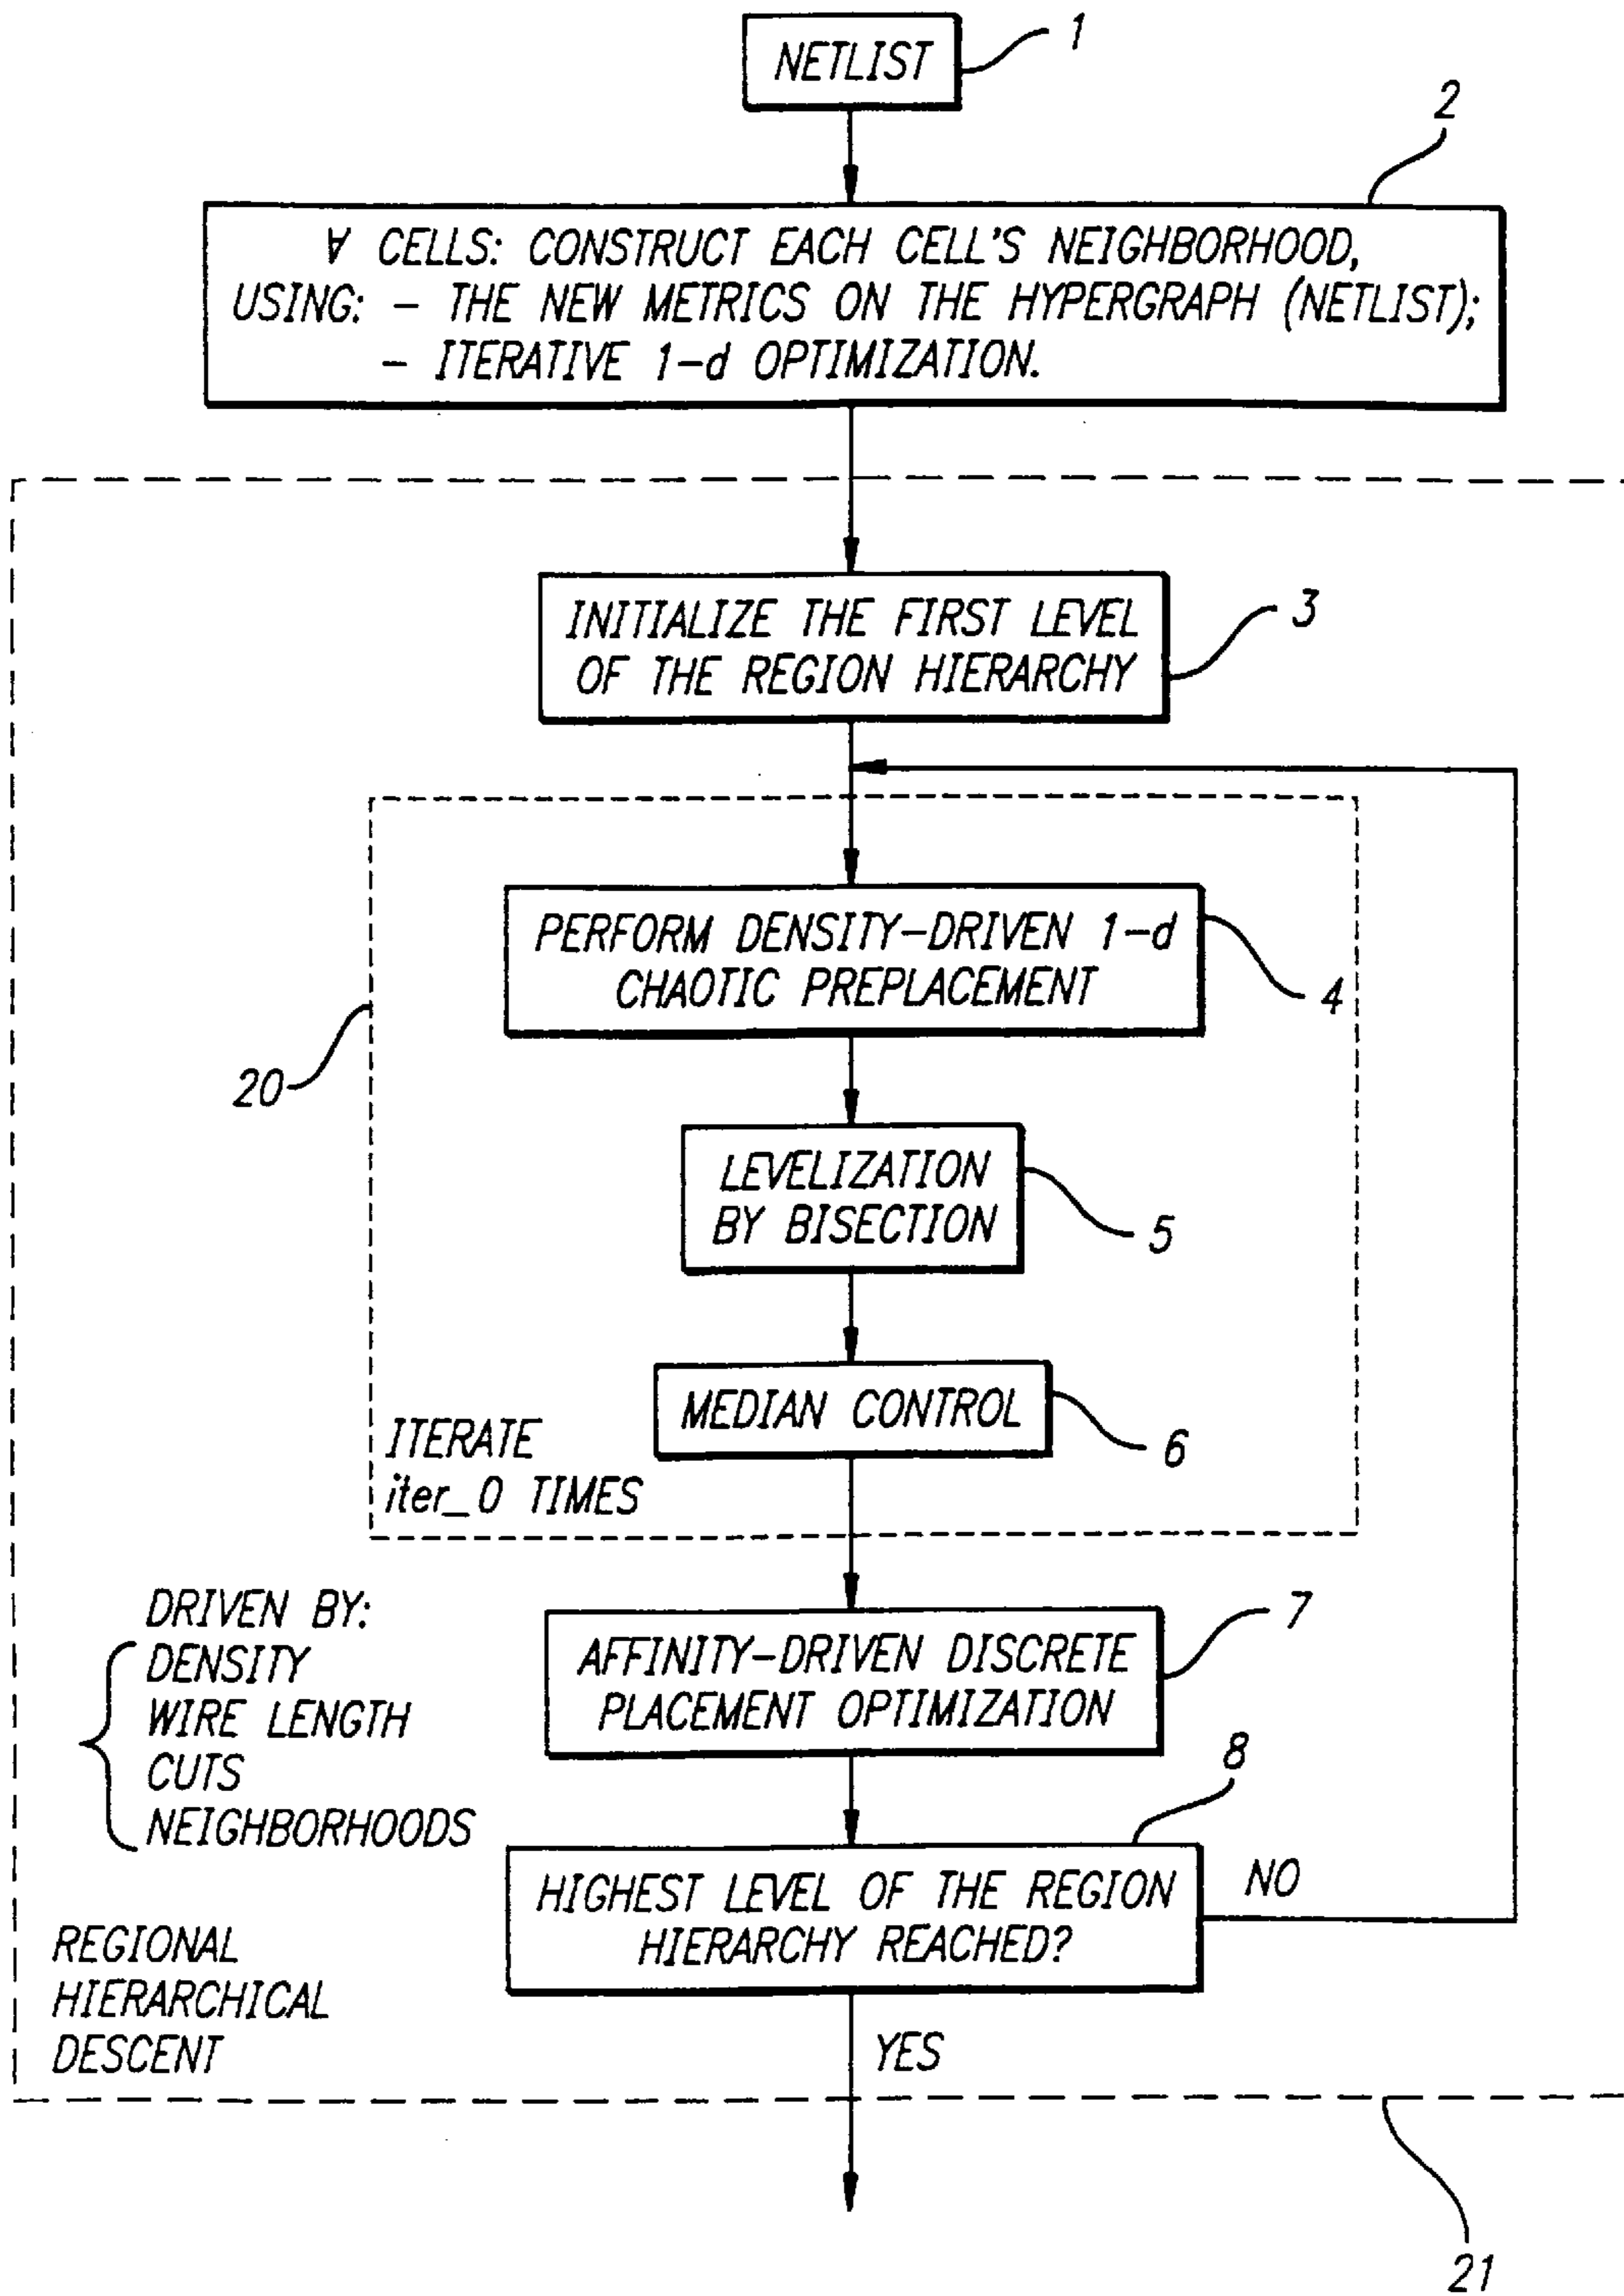 NETLIST
1
2
∀ CELLS: CONSTRUCT EACH CELL'S NEIGHBORHOOD,
USING: – THE NEW METRICS ON THE HYPERGRAPH (NETLIST);
– ITERATIVE 1-d OPTIMIZATION.
INITIALIZE THE FIRST LEVEL
OF THE REGION HIERARCHY
3
PERFORM DENSITY-DRIVEN 1-d
CHAOTIC PREPLACEMENT
4
20
LEVELIZATION
BY BISECTION
5
MEDIAN CONTROL
6
ITERATE
iter_0 TIMES
DRIVEN BY:
DENSITY
WIRE LENGTH
CUTS
NEIGHBORHOODS
AFFINITY-DRIVEN DISCRETE
PLACEMENT OPTIMIZATION
7
8
HIGHEST LEVEL OF THE REGION
HIERARCHY REACHED?
NO
REGIONAL
HIERARCHICAL
DESCENT
YES
21